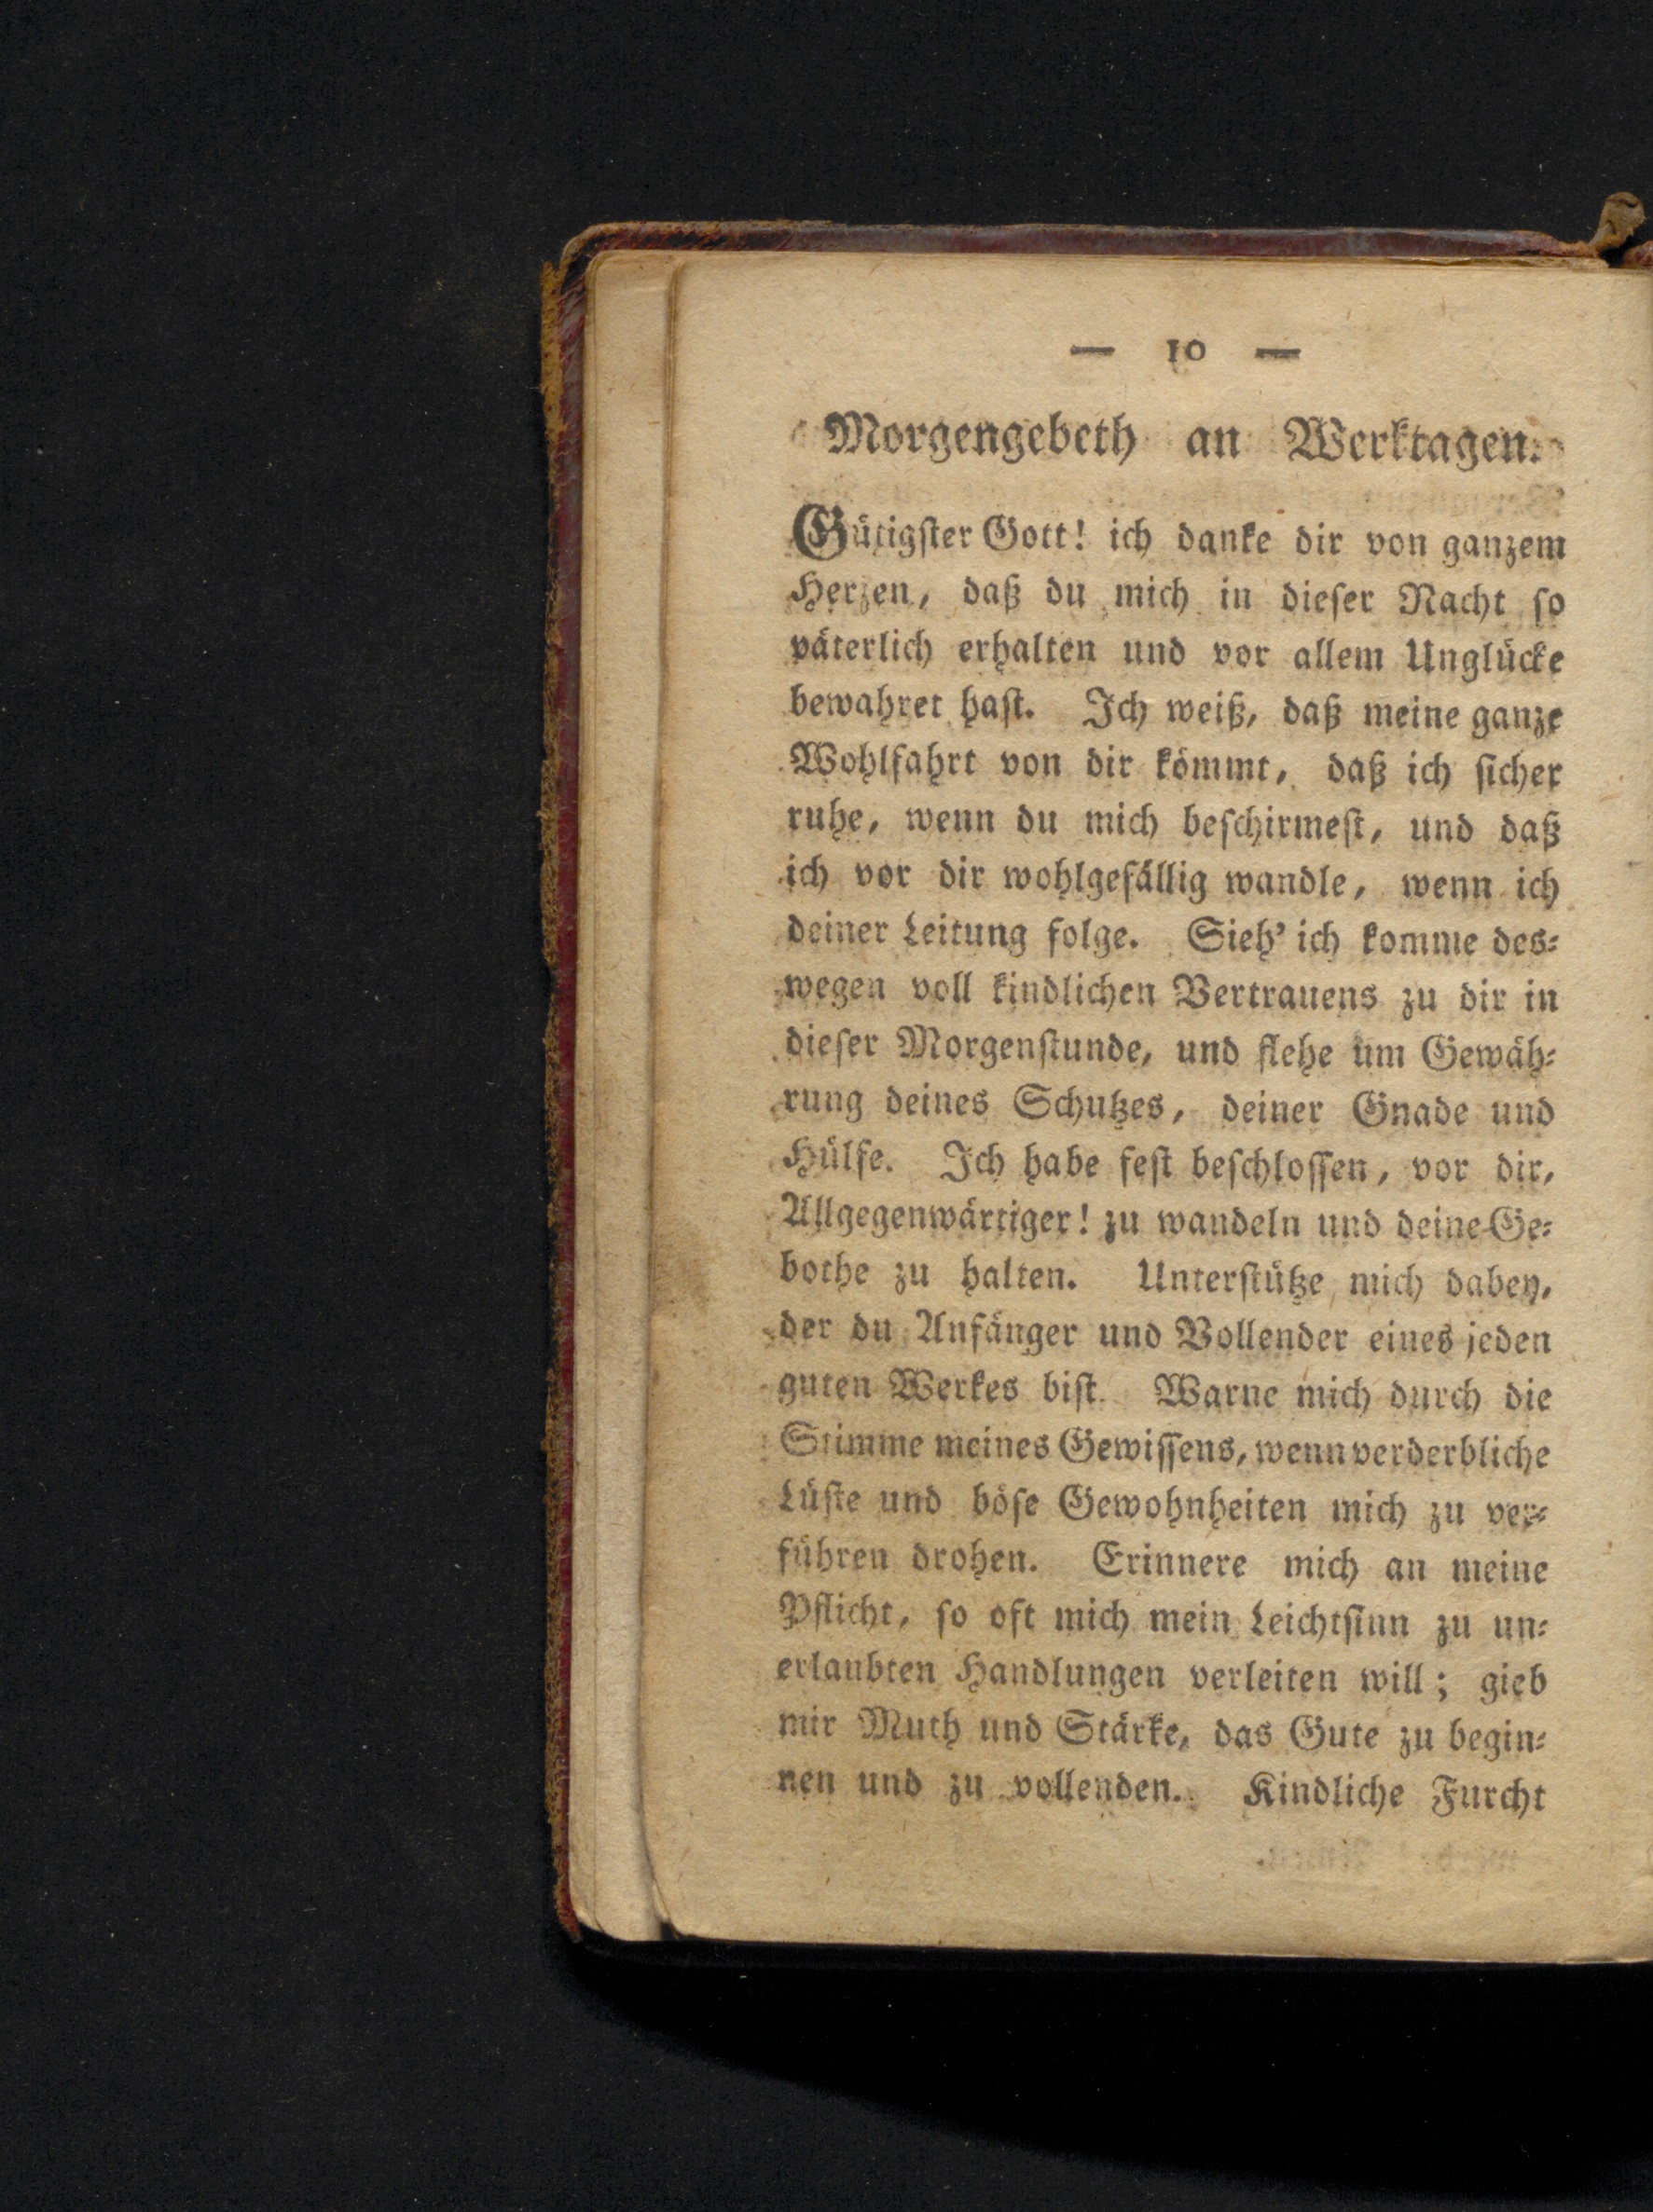 — 10 —
Morgengebeth an Werktagen.
Gütigster Gott! ich danke dir von ganzem
Herzen, daß du mich in dieser Nacht so
väterlich erhalten und vor allem Unglücke
bewahret hast. Ich weiß, daß meine ganze
Wohlfahrt von dir kömmt, daß ich sicher
ruhe, wenn du mich beschirmest, und daß
ich vor dir wohlgefällig wandle, wenn ich
deiner Leitung folge. Sieh' ich komme des-
wegen voll kindlichen Vertrauens zu dir in
dieser Morgenstunde, und flehe um Gewäh-
rung deines Schutzes, deiner Gnade und
Hülfe. Ich habe fest beschlossen, vor dir,
Allgegenwärtiger! zu wandeln und deine Ge-
bothe zu halten. Unterstütze mich dabey,
der du Anfänger und Vollender eines jeden
guten Werkes bist. Warne mich durch die
Stimme meines Gewissens, wenn verderbliche
Lüste und böse Gewohnheiten mich zu ver-
führen drohen. Erinnere mich an meine
Pflicht, so oft mich mein Leichtsinn zu un-
erlaubten Handlungen verleiten will; gieb
mir Muth und Stärke, das Gute zu begin-
nen und zu vollenden. Kindliche Furcht